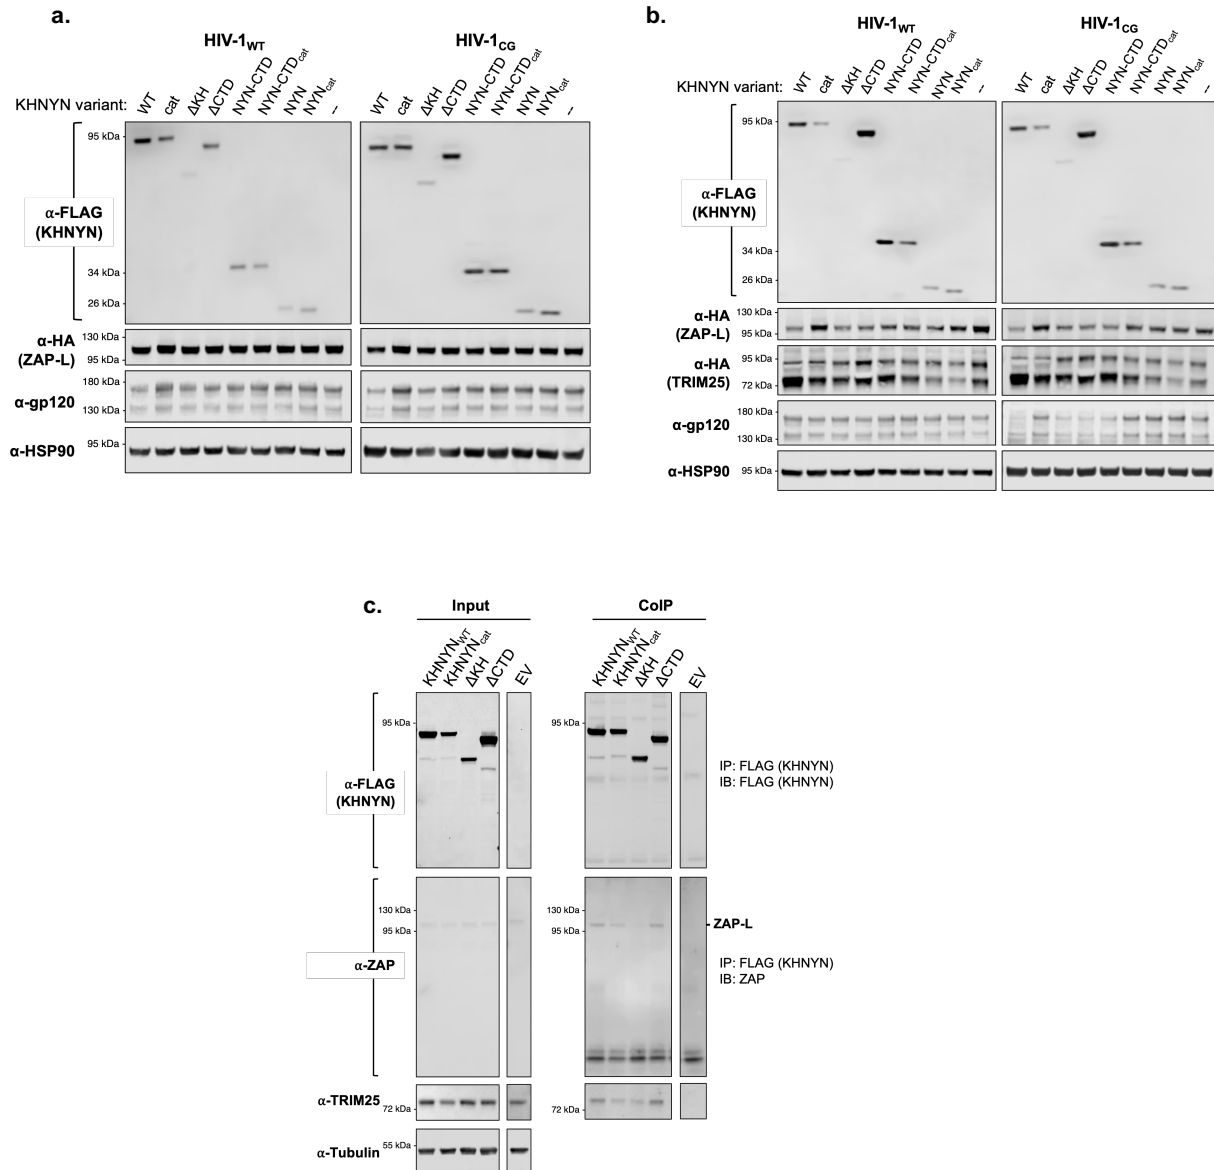 a.
HIV-1WT
HIV-1CG
KHNYN variant:
WT cat ΔKH ΔCTD NYN-CTD NYN-CTDcat NYN NYNcat –
WT cat ΔKH ΔCTD NYN-CTD NYN-CTDcat NYN NYNcat –
95 kDa
α-FLAG
(KHNYN)
34 kDa
26 kDa
α-HA
(ZAP-L)
130 kDa
95 kDa
α-gp120
180 kDa
130 kDa
α-HSP90
95 kDa
b.
HIV-1WT
HIV-1CG
KHNYN variant:
WT cat ΔKH ΔCTD NYN-CTD NYN-CTDcat NYN NYNcat –
WT cat ΔKH ΔCTD NYN-CTD NYN-CTDcat NYN NYNcat –
95 kDa
α-FLAG
(KHNYN)
34 kDa
26 kDa
α-HA
(ZAP-L)
130 kDa
95 kDa
α-HA
(TRIM25)
95 kDa
72 kDa
α-gp120
180 kDa
130 kDa
α-HSP90
95 kDa
c.
Input
CoIP
KHNYNWT KHNYNcat ΔKH ΔCTD EV
KHNYNWT KHNYNcat ΔKH ΔCTD EV
95 kDa
95 kDa
α-FLAG
(KHNYN)
IP: FLAG (KHNYN)
IB: FLAG (KHNYN)
130 kDa
95 kDa
130 kDa
95 kDa
ZAP-L
α-ZAP
IP: FLAG (KHNYN)
IB: ZAP
α-TRIM25
72 kDa
72 kDa
α-Tubulin
55 kDa